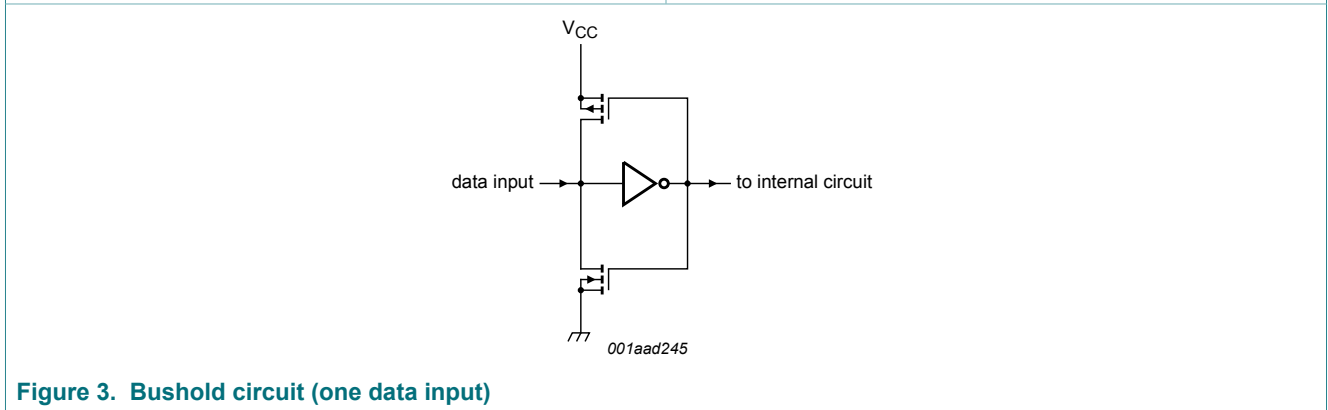 VCC
data input
to internal circuit
001aad245
Figure 3. Bushold circuit (one data input)